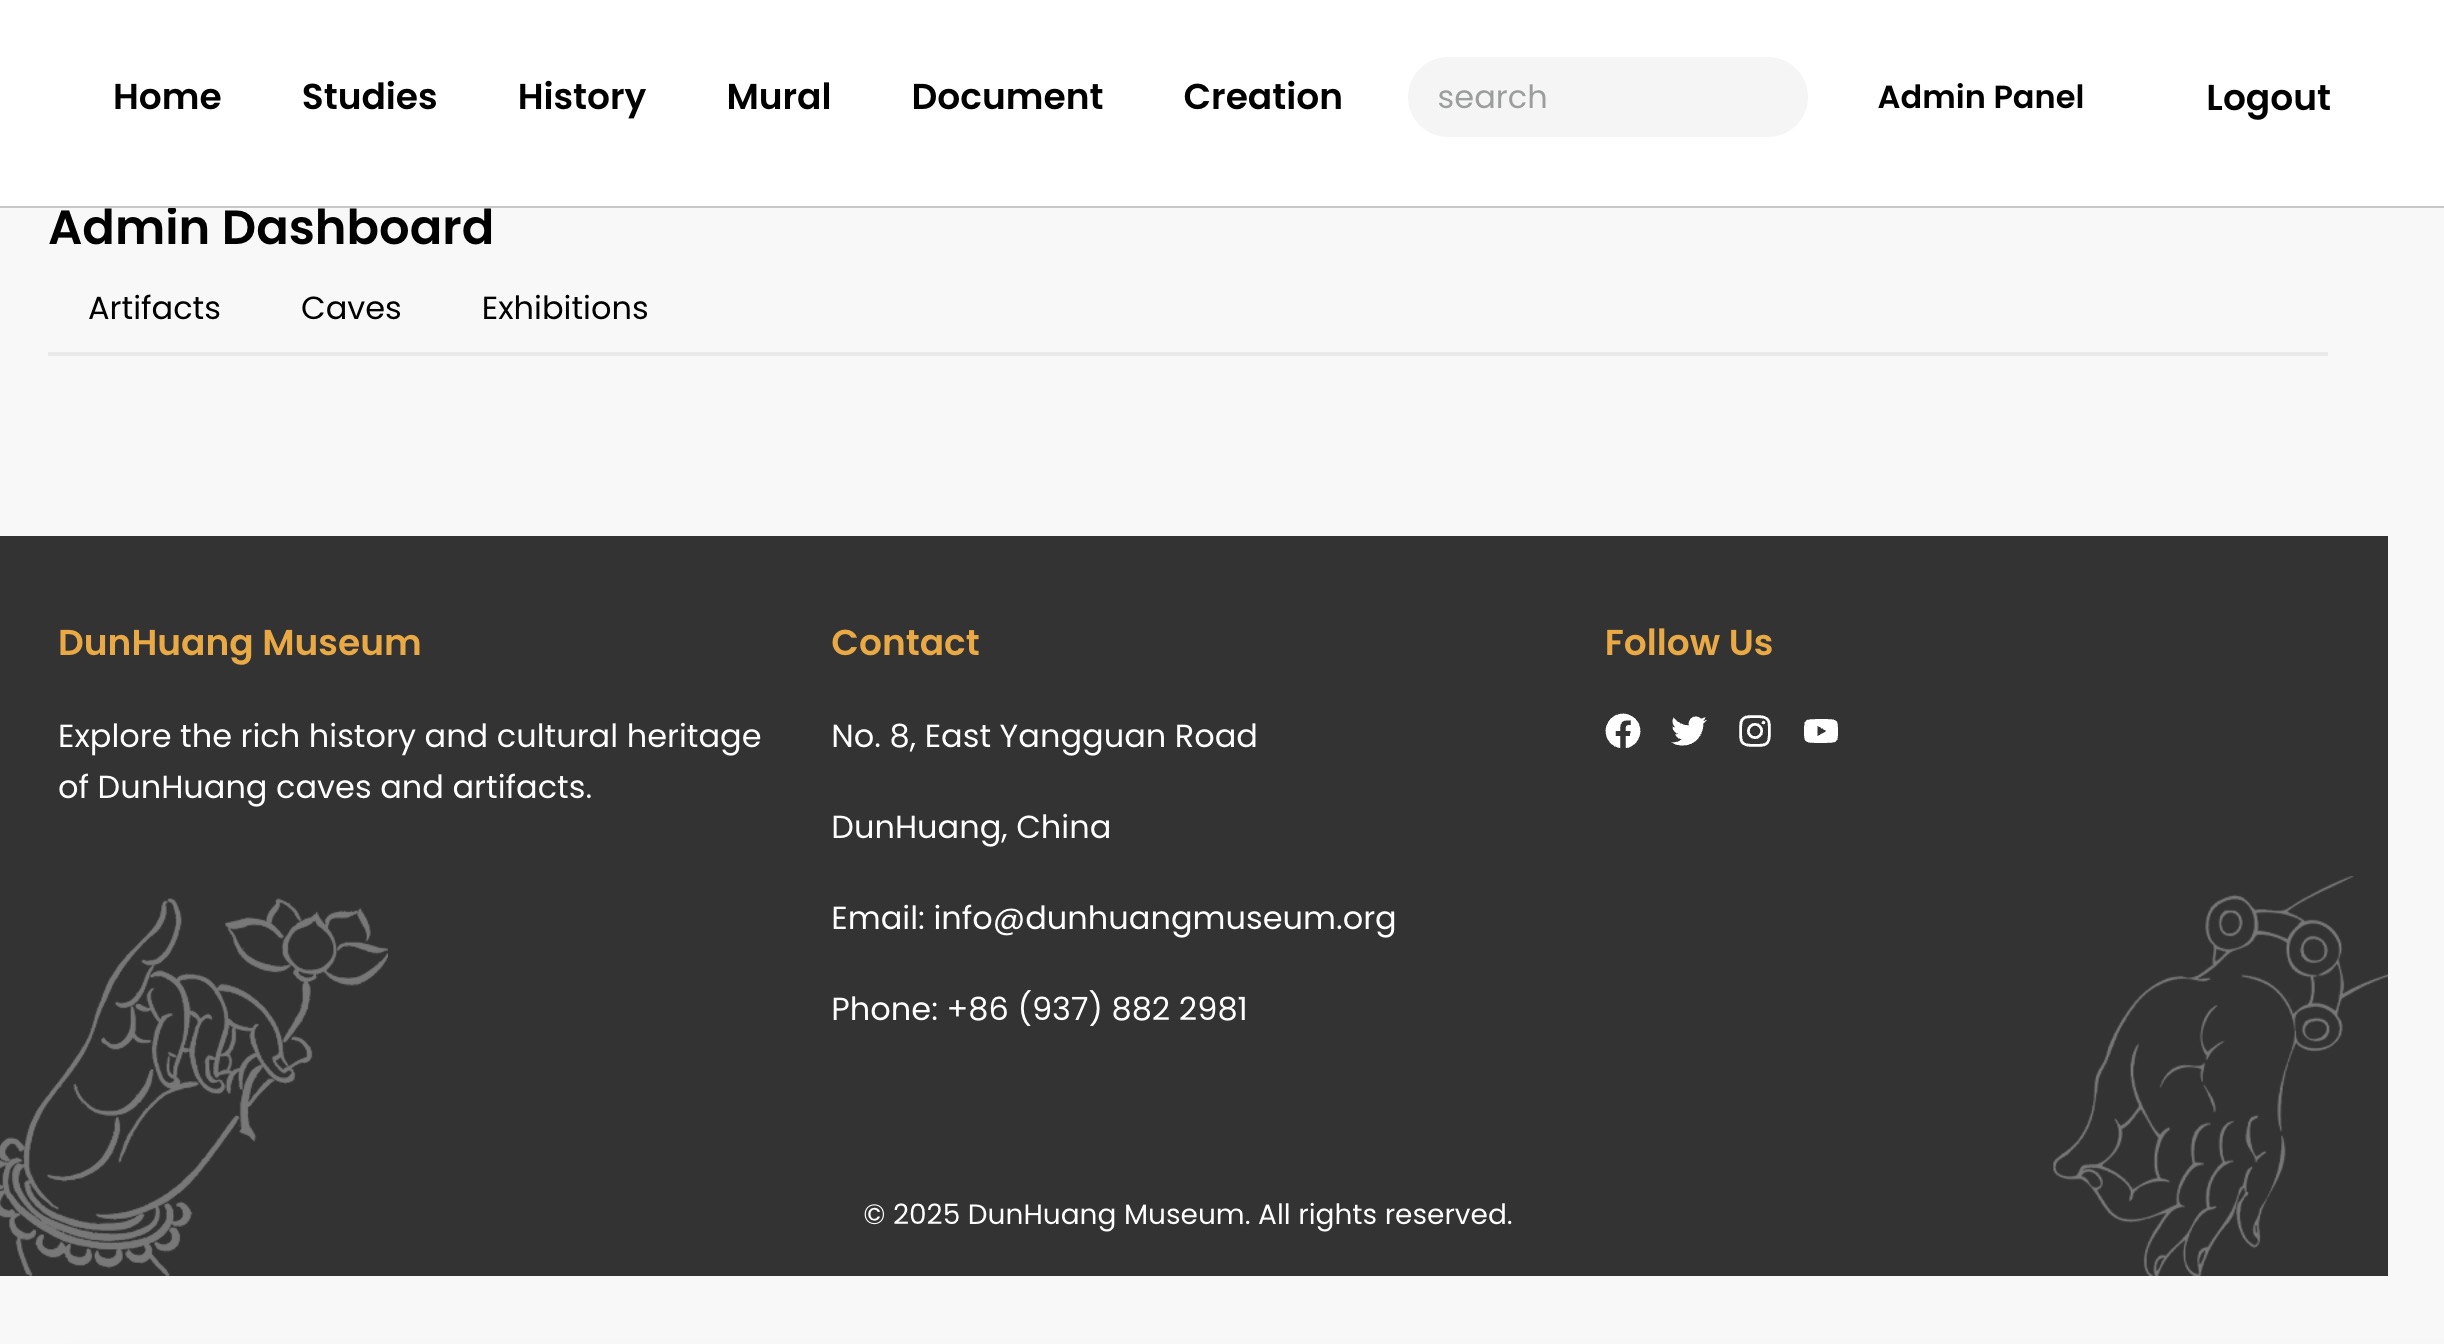 Home Studies History Mural Document Creation search Admin Panel Logout
Admin Dashboard
Artifacts Caves Exhibitions
DunHuang Museum
Explore the rich history and cultural heritage
of DunHuang caves and artifacts.
Contact
No. 8, East Yangguan Road
DunHuang, China
Email: info@dunhuangmuseum.org
Phone: +86 (937) 882 2981
Follow Us
© 2025 DunHuang Museum. All rights reserved.